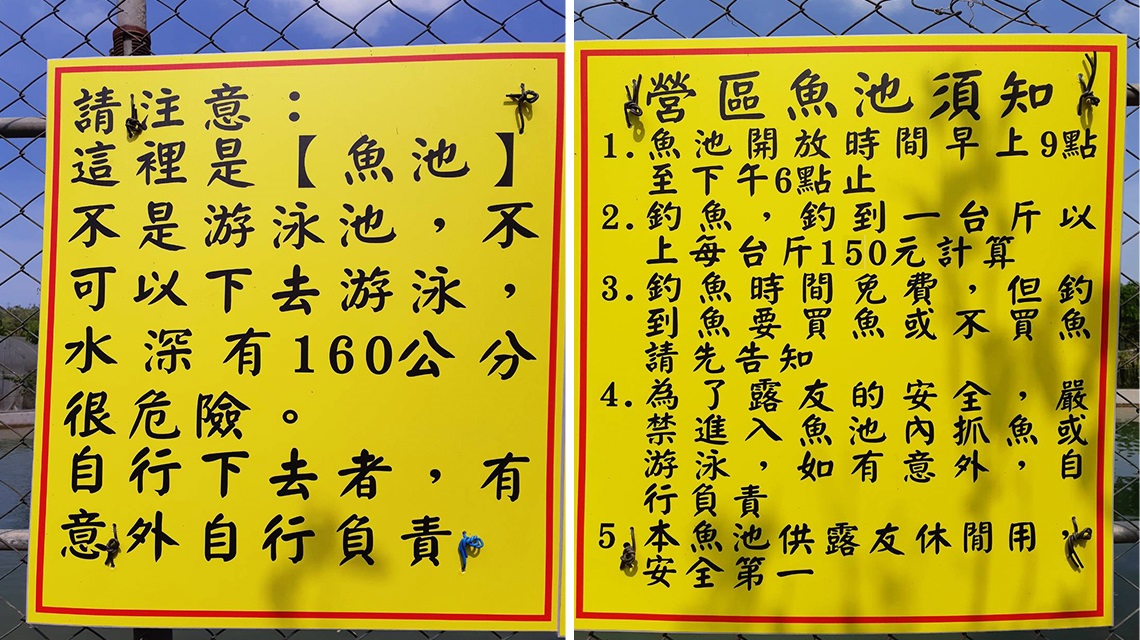 請注意：
這裡是【魚池】
不是游泳池，不
可以下去游泳，
水深有160公分
很危險。
自行下去者，有
意外自行負責
營區魚池須知
1.魚池開放時間早上9點
至下午6點止
2.釣魚，釣到一台斤以
上每台斤150元計算
3.釣魚時間免費，但釣
到魚要買魚或不買魚
請先告知
4.為了露友的安全，嚴
禁進入魚池內抓魚或
游泳，如有意外，自
行負責
5.本魚池供露友休閒用，
安全第一